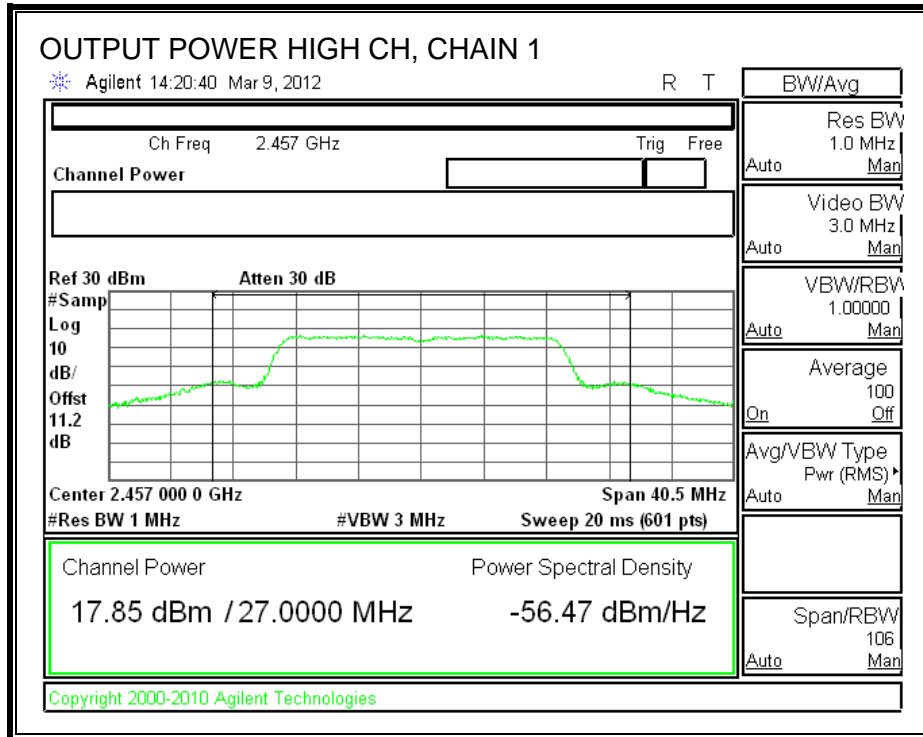 OUTPUT POWER HIGH CH, CHAIN 1
Agilent 14:20:40 Mar 9, 2012 R T
Ch Freq 2.457 GHz Trig Free
Channel Power
Ref 30 dBm Atten 30 dB
#Samp
Log
10
dB/
Offst
11.2
dB
Center 2.457 000 0 GHz Span 40.5 MHz
#Res BW 1 MHz #VBW 3 MHz Sweep 20 ms (601 pts)
Channel Power Power Spectral Density
17.85 dBm / 27.0000 MHz -56.47 dBm/Hz
Copyright 2000-2010 Agilent Technologies
BW/Avg
Res BW
1.0 MHz
Auto Man
Video BW
3.0 MHz
Auto Man
VBW/RBW
1.00000
Auto Man
Average
100
On Off
Avg/VBW Type
Pwr (RMS)
Auto Man
Span/RBW
106
Auto Man